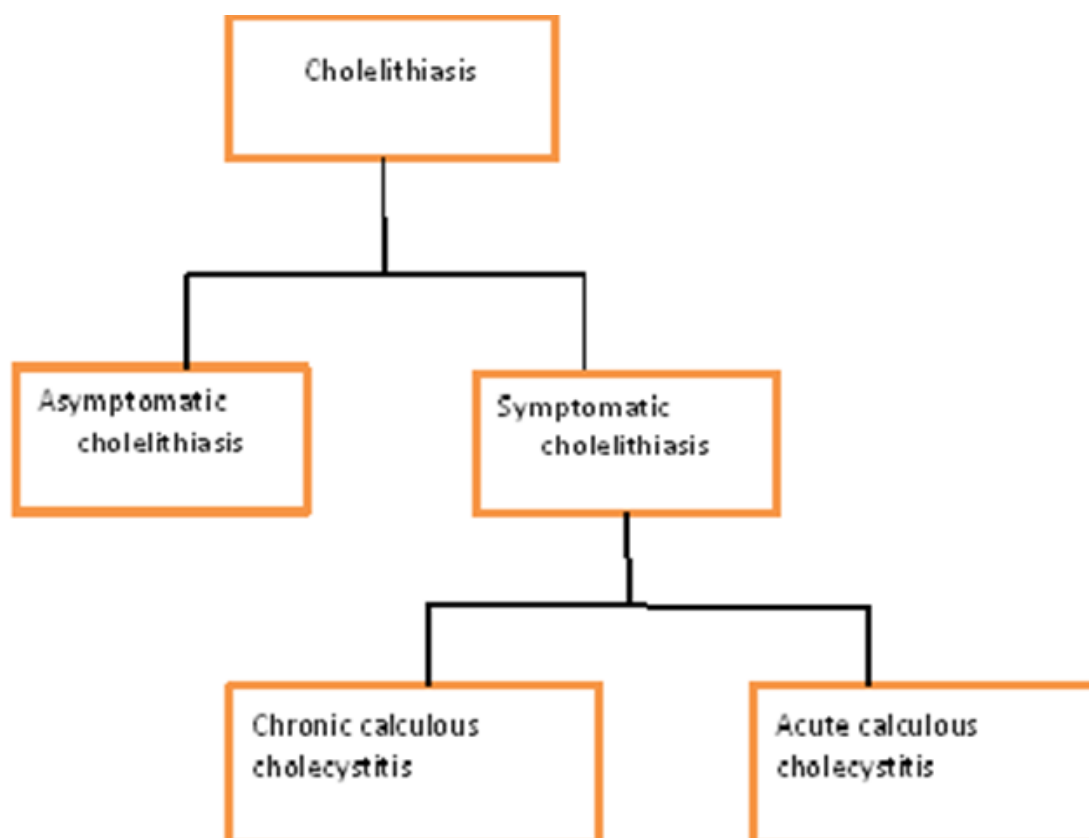 Cholelithiasis
Asymptomatic
cholelithiasis
Symptomatic
cholelithiasis
Chronic calculous
cholecystitis
Acute calculous
cholecystitis